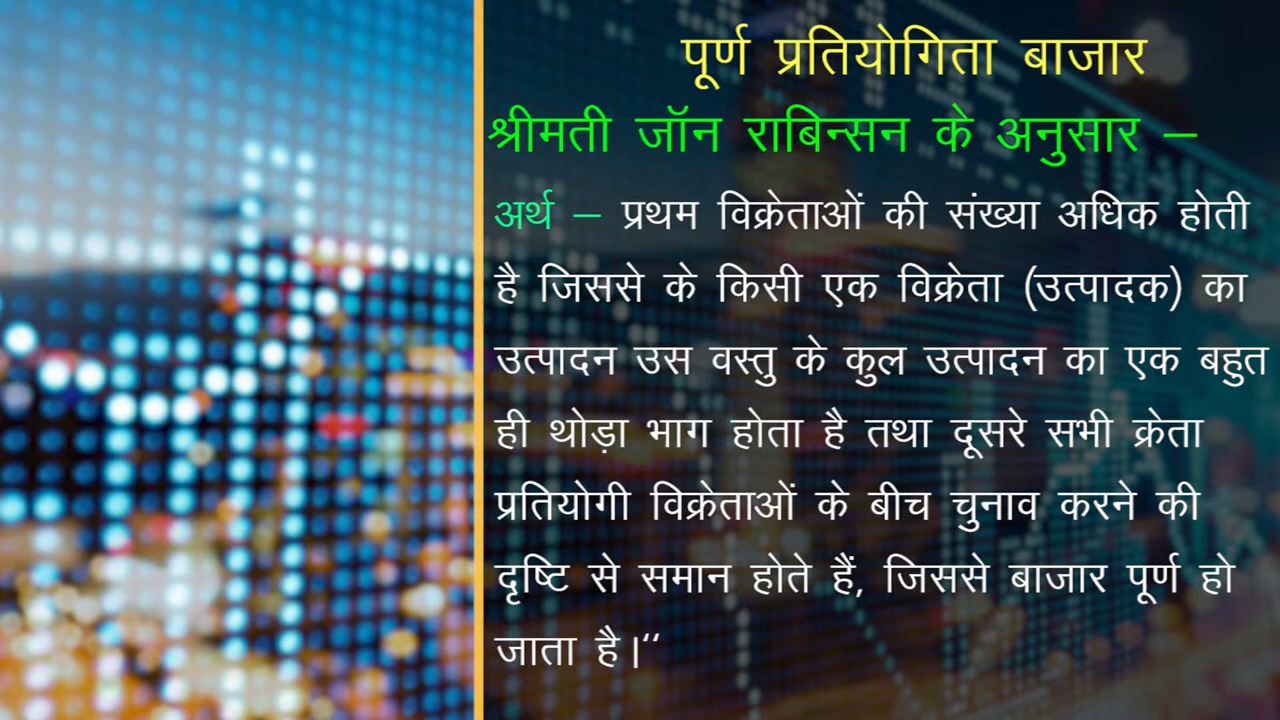 पूर्ण प्रतियोगिता बाजार
श्रीमती जॉन राबिन्सन के अनुसार –
अर्थ – प्रथम विक्रेताओं की संख्या अधिक होती
है जिससे के किसी एक विक्रेता (उत्पादक) का
उत्पादन उस वस्तु के कुल उत्पादन का एक बहुत
ही थोड़ा भाग होता है तथा दूसरे सभी क्रेता
प्रतियोगी विक्रेताओं के बीच चुनाव करने की
दृष्टि से समान होते हैं, जिससे बाजार पूर्ण हो
जाता है।“